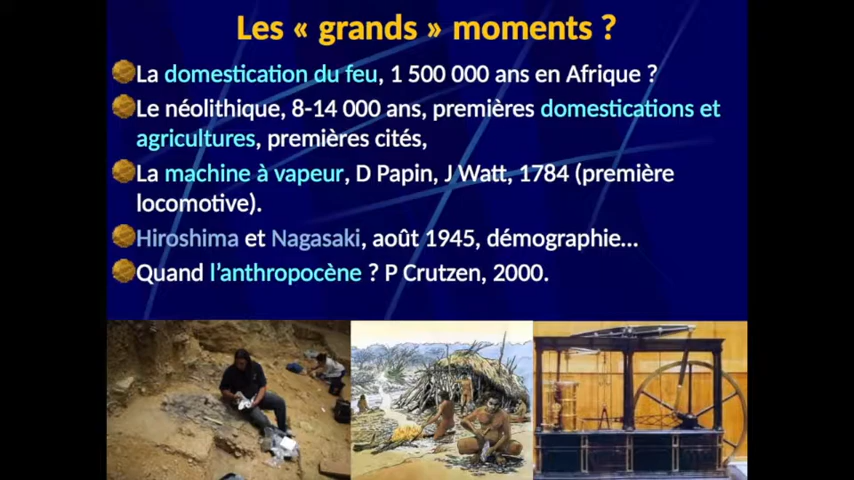 Les « grands » moments ?
La domestication du feu, 1 500 000 ans en Afrique ?
Le néolithique, 8-14 000 ans, premières domestications et
agricultures, premières cités,
La machine à vapeur, D Papin, J Watt, 1784 (première
locomotive).
Hiroshima et Nagasaki, août 1945, démographie...
Quand l'anthropocène ? P Crutzen, 2000.